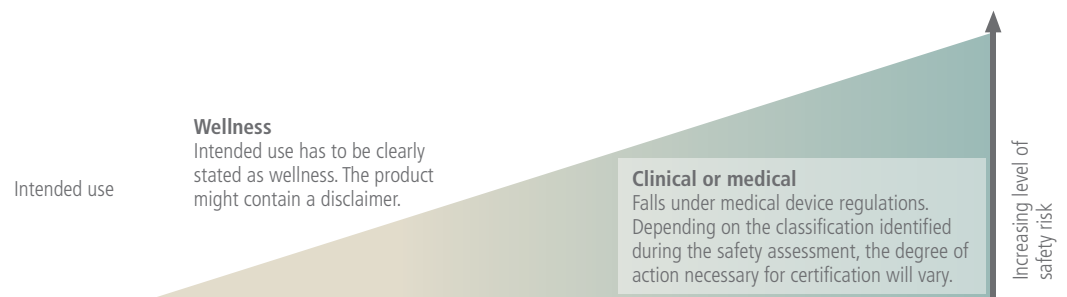 Intended use
Wellness
Intended use has to be clearly
stated as wellness. The product
might contain a disclaimer.
Clinical or medical
Falls under medical device regulations.
Depending on the classification identified
during the safety assessment, the degree of
action necessary for certification will vary.
Increasing level of
safety risk